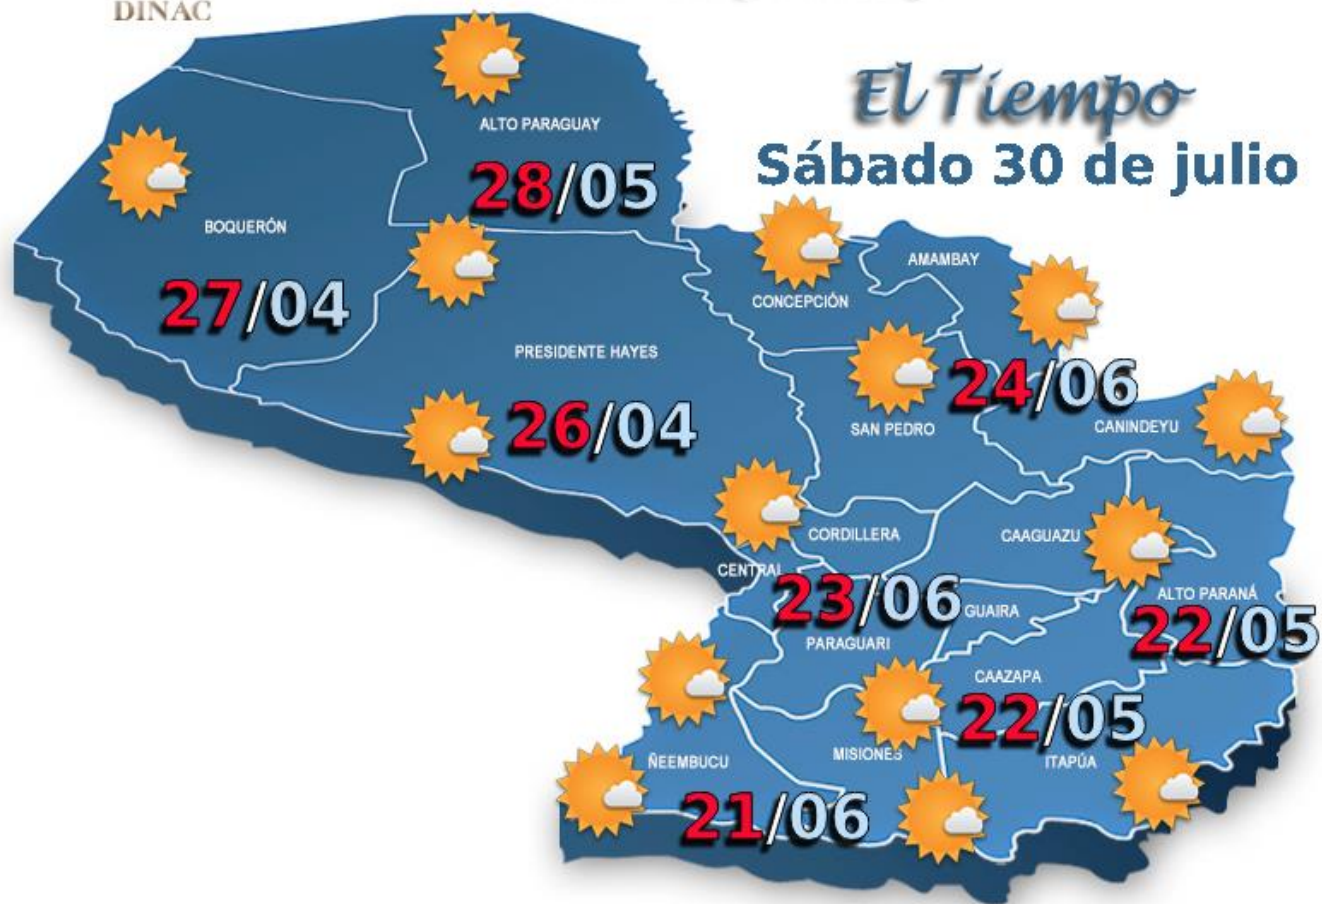 DINAC
El Tiempo
Sábado 30 de julio
ALTO PARAGUAY
28/05
BOQUERÓN
27/04
AMAMBAY
CONCEPCIÓN
PRESIDENTE HAYES
26/04
24/06
SAN PEDRO
CANINDEYU
CORDILLERA
CAAGUAZU
CENTRAL
23/06
GUAIRA
ALTO PARANÁ
22/05
PARAGUARI
CAAZAPA
22/05
ÑEEMBUCU
MISIONES
ITAPÚA
21/06